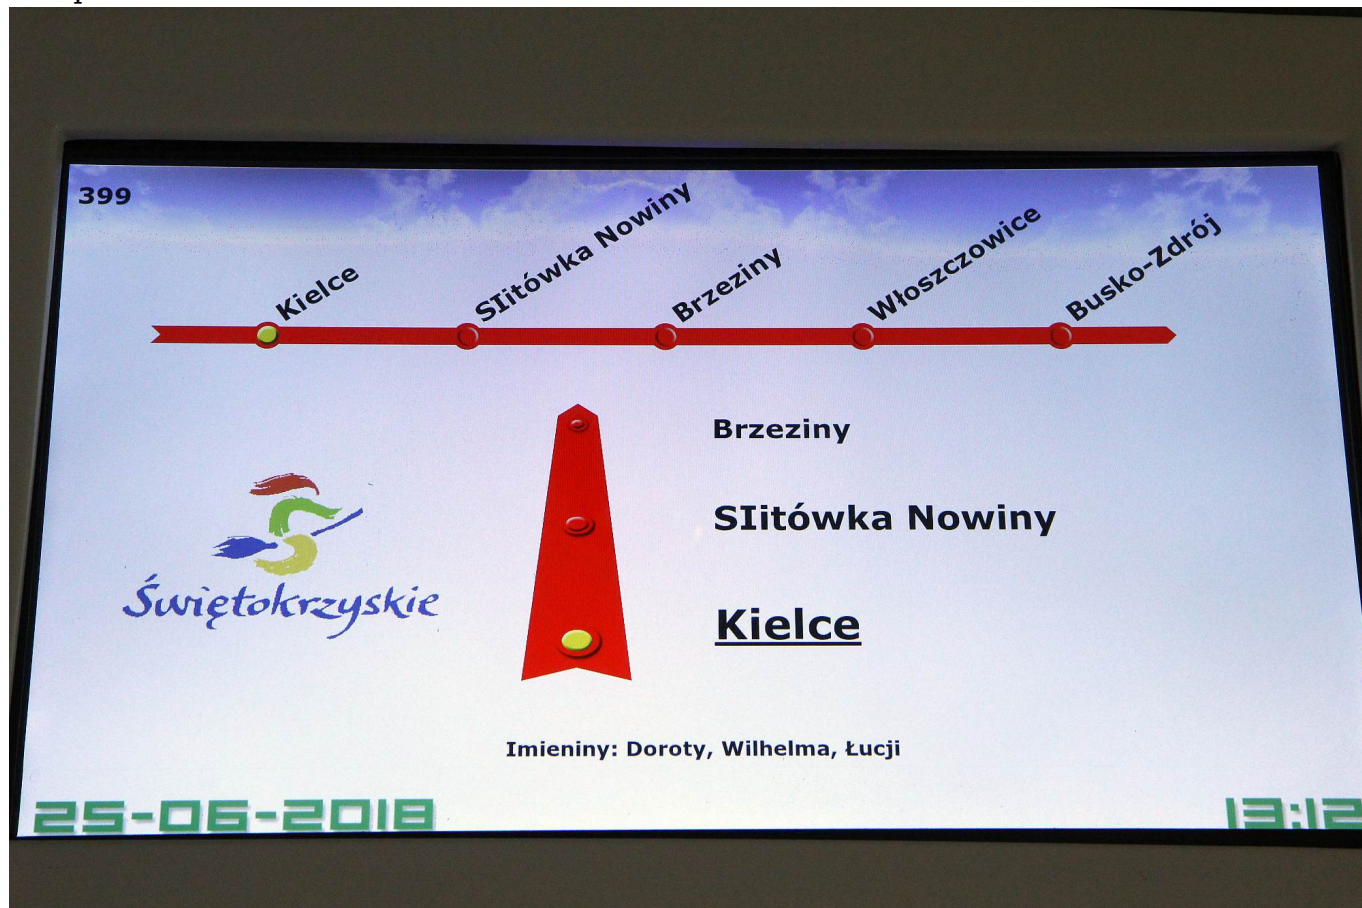 399
Kielce
SIitówka Nowiny
Brzeziny
Włoszczowice
Busko-Zdrój
Brzeziny
SIitówka Nowiny
Kielce
Świętokrzyskie
Imieniny: Doroty, Wilhelma, Łucji
25-06-2018
13:12